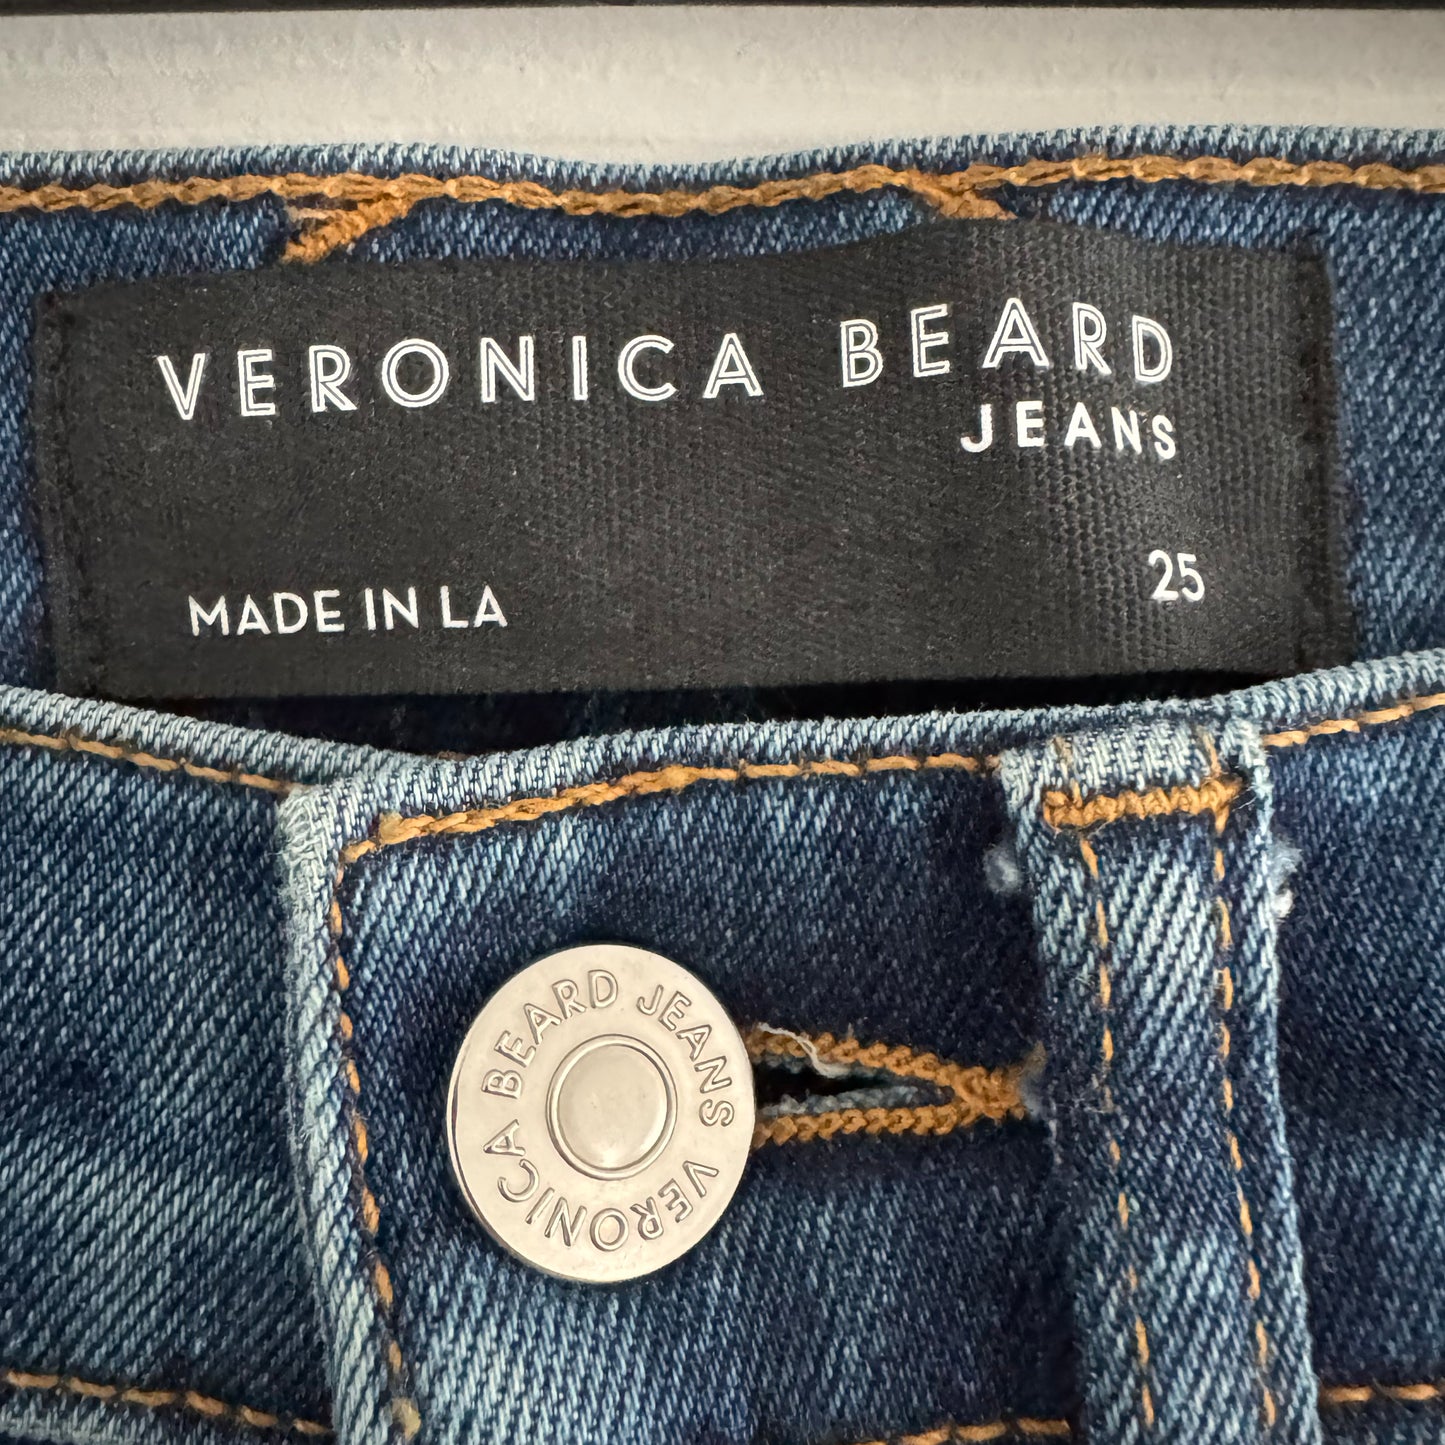 VERONICA BEARD
JEANS
MADE IN LA
25
VERONICA BEARD JEANS